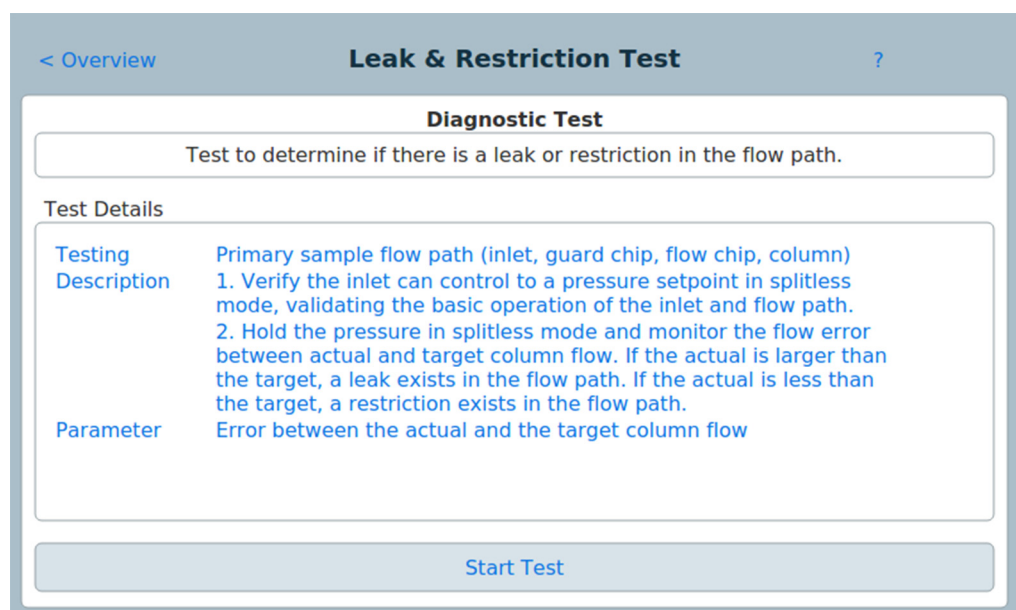 < Overview
Leak & Restriction Test
?
Diagnostic Test
Test to determine if there is a leak or restriction in the flow path.
Test Details
Testing Primary sample flow path (inlet, guard chip, flow chip, column)
Description 1. Verify the inlet can control to a pressure setpoint in splitless
mode, validating the basic operation of the inlet and flow path.
2. Hold the pressure in splitless mode and monitor the flow error
between actual and target column flow. If the actual is larger than
the target, a leak exists in the flow path. If the actual is less than
the target, a restriction exists in the flow path.
Parameter Error between the actual and the target column flow
Start Test